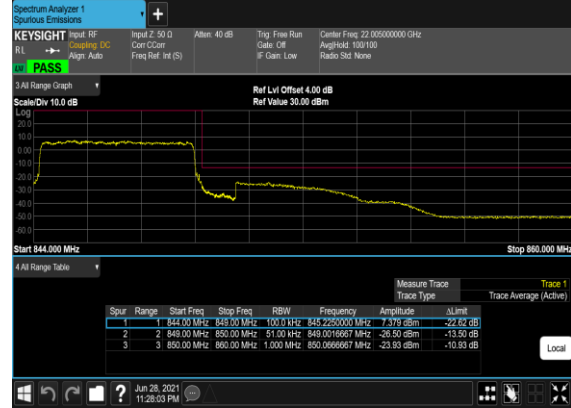 Spectrum Analyzer 1
Spurious Emissions
+
KEYSIGHT Input: RF Input Z: 50 Ω Atten: 40 dB Trig: Free Run Center Freq: 22.005000000 GHz
RL Coupling: DC Corr CCorr Gate: Off Avg|Hold: 100/100
Align: Auto Freq Ref: Int (S) IF Gain: Low Radio Std: None
PASS
3 All Range Graph
Ref Lvl Offset 4.00 dB
Scale/Div 10.0 dB Ref Value 30.00 dBm
Log
20.0
10.0
0.00
-10.0
-20.0
-30.0
-40.0
-50.0
-60.0
Start 844.000 MHz Stop 860.000 MHz
4 All Range Table
Measure Trace Trace 1
Trace Type Trace Average (Active)
Spur Range Start Freq Stop Freq RBW Frequency Amplitude ΔLimit
1 1 844.00 MHz 849.00 MHz 100.0 kHz 845.2250000 MHz 7.379 dBm -22.62 dB
2 2 849.00 MHz 850.00 MHz 51.00 kHz 849.0016667 MHz -26.50 dBm -13.50 dB
3 3 850.00 MHz 860.00 MHz 1.000 MHz 850.0666667 MHz -23.93 dBm -10.93 dB
Local
?
Jun 28, 2021
11:28:03 PM